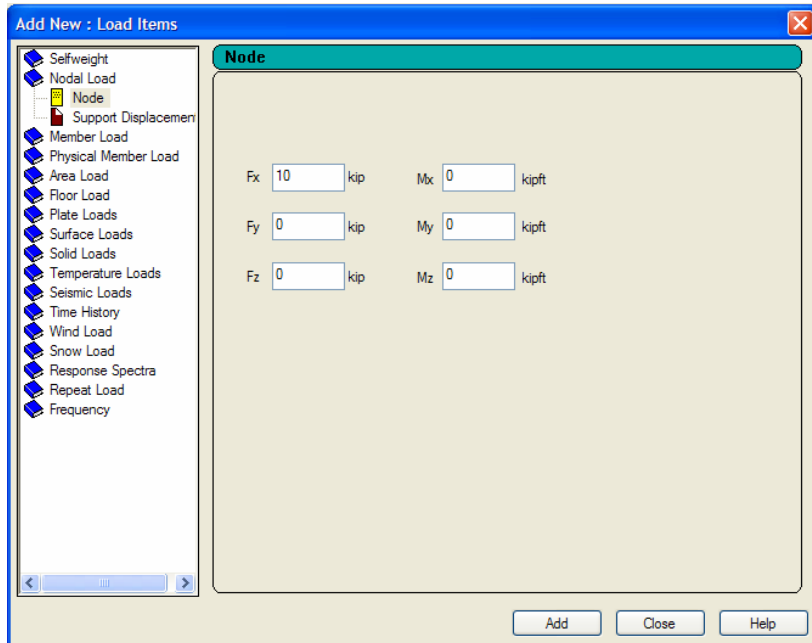 Add New : Load Items
Selfweight
Nodal Load
Node
Support Displacemen
Member Load
Physical Member Load
Area Load
Floor Load
Plate Loads
Surface Loads
Solid Loads
Temperature Loads
Seismic Loads
Time History
Wind Load
Snow Load
Response Spectra
Repeat Load
Frequency
Node
Fx 10 kip Mx 0 kipft
Fy 0 kip My 0 kipft
Fz 0 kip Mz 0 kipft
Add Close Help